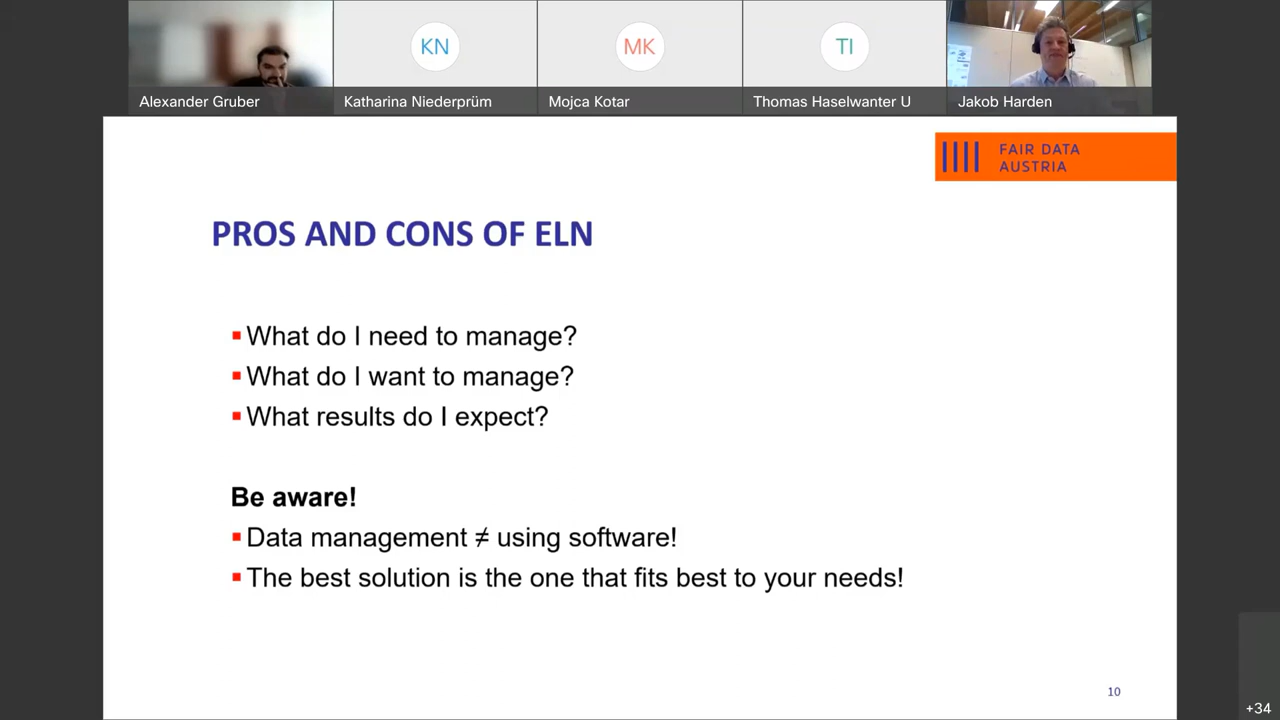 KN
MK
TI
Alexander Gruber
Katharina Niederprüm
Mojca Kotar
Thomas Haselwanter U
Jakob Harden
FAIR DATA
AUSTRIA
PROS AND CONS OF ELN
▪What do I need to manage?
▪What do I want to manage?
▪What results do I expect?
Be aware!
▪Data management ≠ using software!
▪The best solution is the one that fits best to your needs!
10
+34